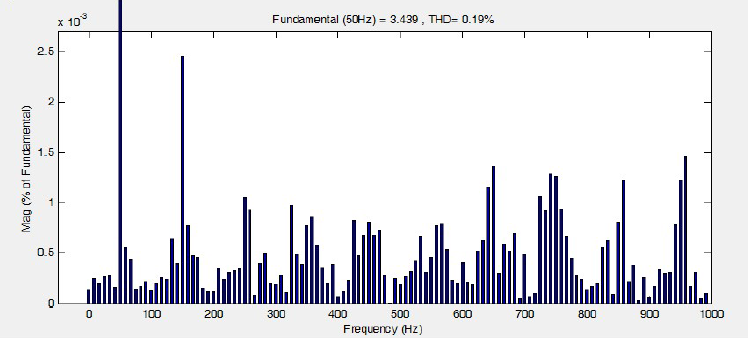 x 10⁻³
Fundamental (50Hz) = 3.439 , THD= 0.19%
2.5
2
1.5
1
0.5
0
Mag (% of Fundamental)
0 100 200 300 400 500 600 700 800 900 1000
Frequency (Hz)